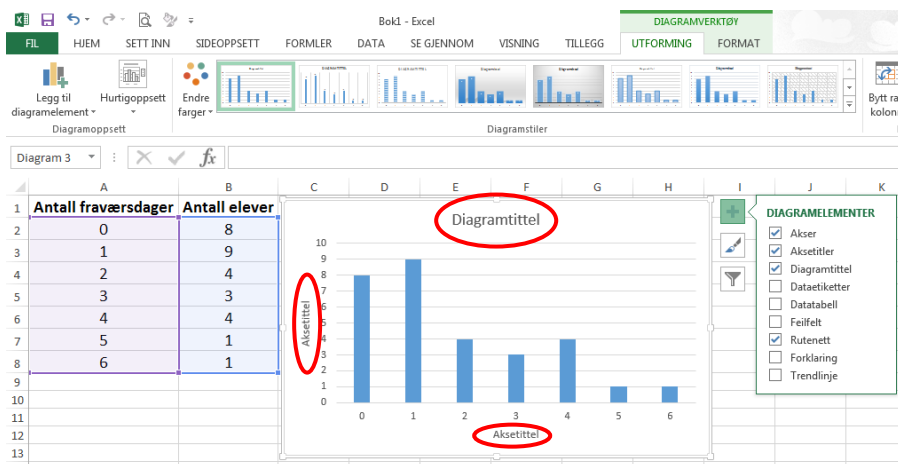 Bok1 - Excel
DIAGRAMVERKTØY
FIL HJEM SETT INN SIDEOPPSETT FORMLER DATA SE GJENNOM VISNING TILLEGG UTFORMING FORMAT
Legg til diagramelement
Hurtigoppsett
Endre farger
Bytt ra
kolon
Diagramoppsett
Diagramstiler
Diagram 3
fx
A B C D E F G H I J K
1 Antall fraværsdager Antall elever
2 0 8
3 1 9
4 2 4
5 3 3
6 4 4
7 5 1
8 6 1
9
10
11
12
13
Diagramtittel
Aksetittel
10
9
8
7
6
5
4
3
2
1
0
0 1 2 3 4 5 6
Aksetittel
DIAGRAMELEMENTER
Akser
Aksetitler
Diagramtittel
Dataetiketter
Datatabell
Feilfelt
Rutenett
Forklaring
Trendlinje